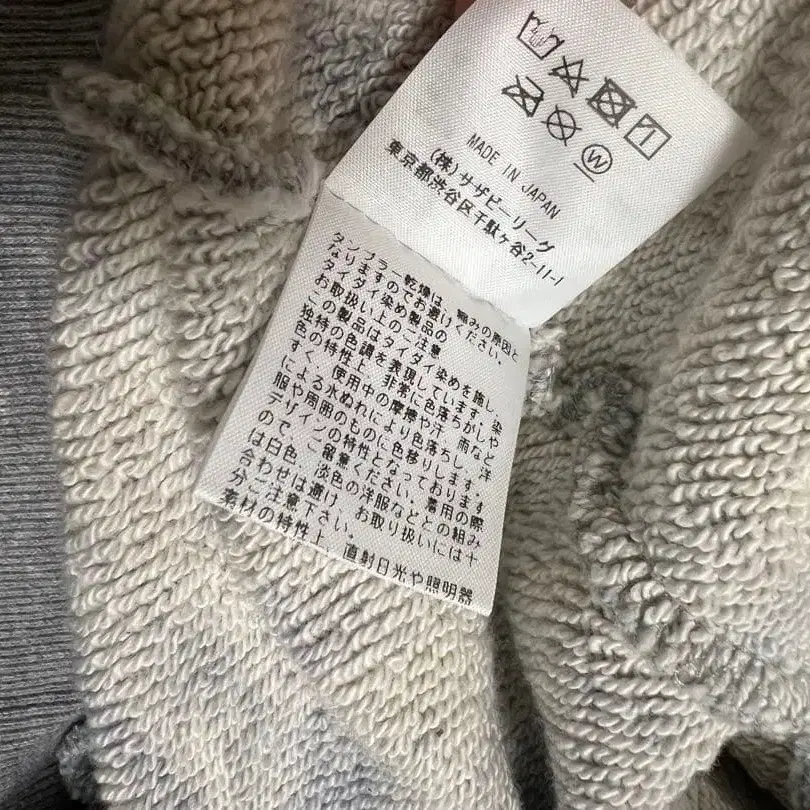 MADE IN JAPAN
(株)サザビーリーグ
東京都渋谷区千駄ヶ谷2-11-1
タンブラー乾燥は、縮みの原因と
なりますのでお避けください。
タイダイ染め製品の
お取扱い上のご注意
この製品はタイダイ染めを施し、
独特の色調を表現しています。染
色の特性上、非常に色落ちがしや
すく、使用中の摩擦や汗、雨など
による水ぬれにより色落ちし、洋
服や周囲のものに色移りします。
デザインの特性となっております
ので、ご留意ください。着用の際
は白色、淡色の洋服などとの組み
合わせは避け、お取り扱いには十
分ご注意下さい。
素材の特性上、直射日光や照明器